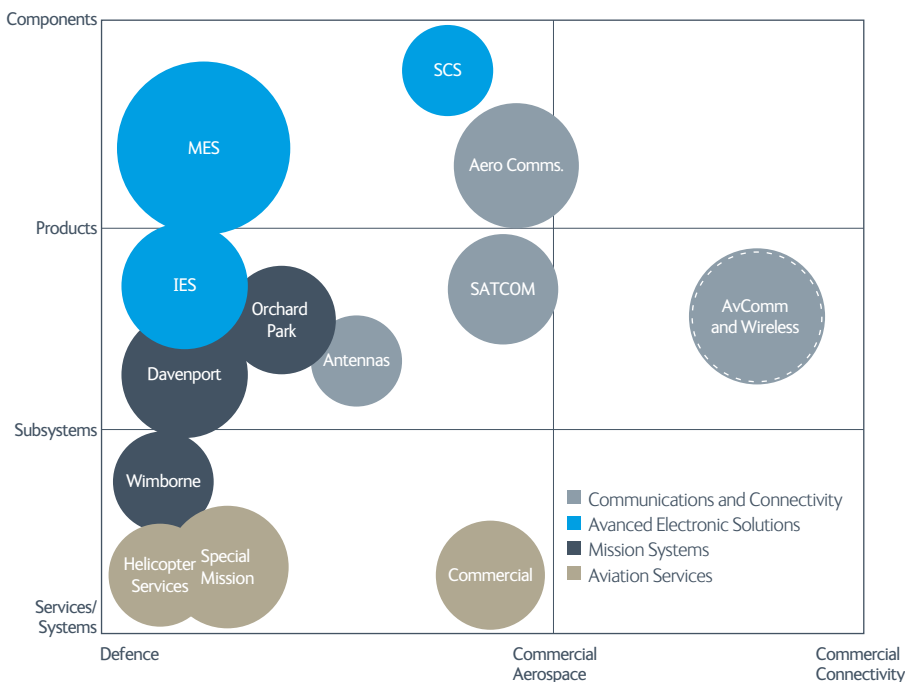 Components
SCS
MES
Aero Comms.
Products
IES
SATCOM
Orchard
Park
AvComm
and Wireless
Antennas
Davenport
Subsystems
Wimborne
Communications and Connectivity
Avanced Electronic Solutions
Mission Systems
Aviation Services
Helicopter
Services
Special
Mission
Commercial
Services/
Systems
Defence
Commercial
Aerospace
Commercial
Connectivity